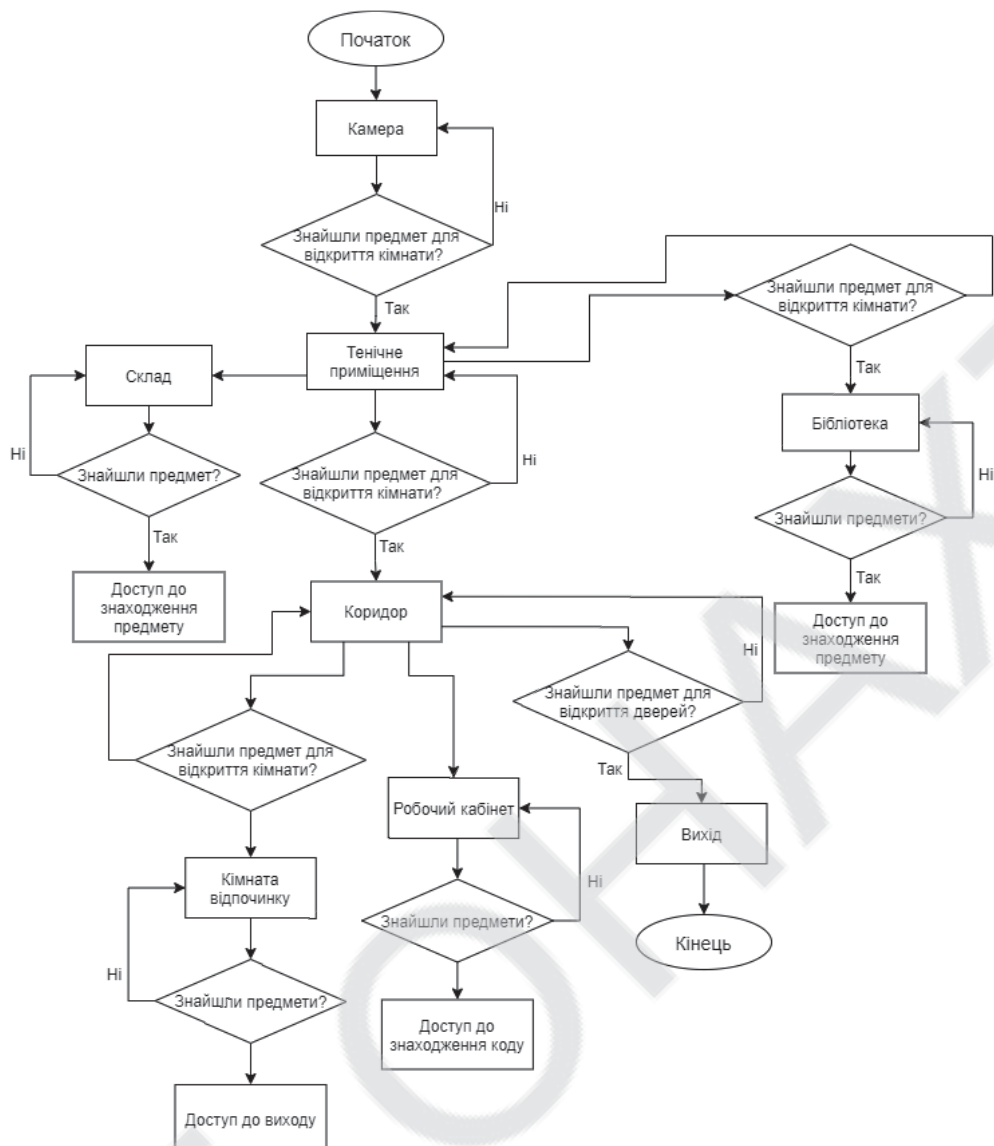 Початок
Камера
Ні
Знайшли предмет для
відкриття кімнати?
Так
Знайшли предмет для
відкриття кімнати?
Тенічне
приміщення
Склад
Так
Бібліотека
Ні
Знайшли предмет?
Знайшли предмет для
відкриття кімнати?
Ні
Ні
Знайшли предмети?
Так
Так
Так
Доступ до
знаходження
предмету
Коридор
Доступ до
знаходження
предмету
Ні
Знайшли предмет для
відкриття дверей?
Знайшли предмет для
відкриття кімнати?
Так
Робочий кабінет
Вихід
Кімната
відпочинку
Ні
Знайшли предмети?
Кінець
Ні
Знайшли предмети?
Доступ до
знаходження коду
Доступ до виходу
ОНАХТ